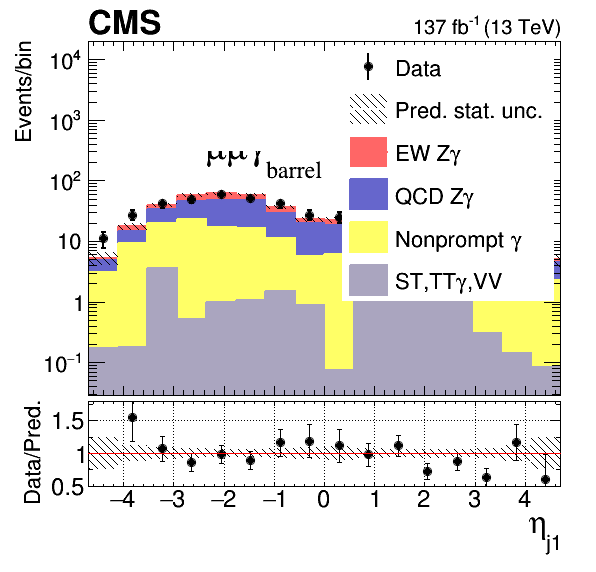 CMS 137 fb⁻¹ (13 TeV)
Events/bin
10⁴
10³
10²
10
1
10⁻¹
Data
Pred. stat. unc.
EW Zγ
QCD Zγ
Nonprompt γ
ST,TTγ,VV
μμγ barrel
Data/Pred.
1.5
1
0.5
−4 −3 −2 −1 0 1 2 3 4
η j1